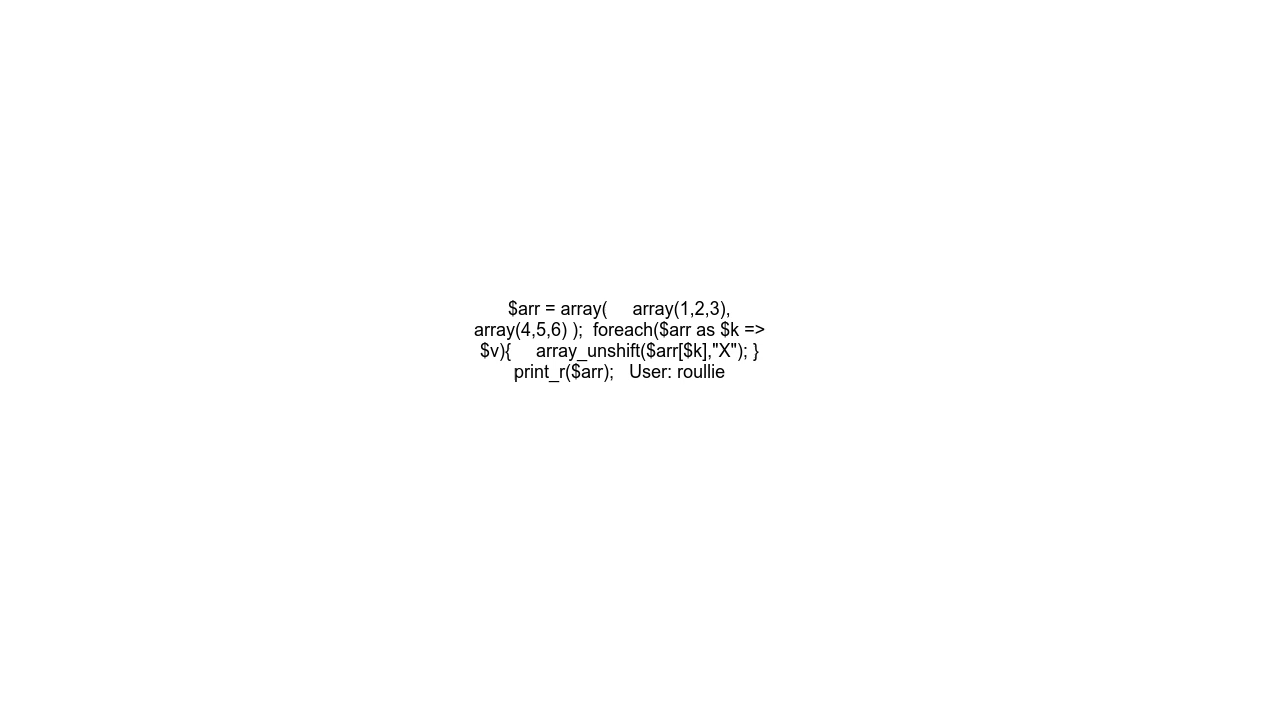 $arr = array(     array(1,2,3),
array(4,5,6) );  foreach($arr as $k =>
$v){     array_unshift($arr[$k],"X"); }
print_r($arr);   User: roullie